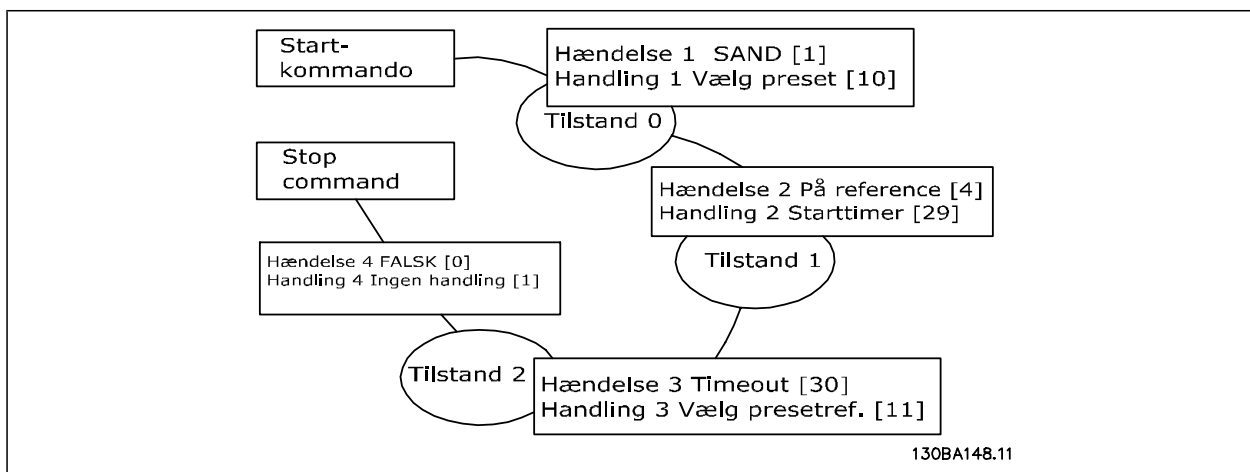 Start-
kommando
Hændelse 1 SAND [1]
Handling 1 Vælg preset [10]
Tilstand 0
Stop
command
Hændelse 2 På reference [4]
Handling 2 Starttimer [29]
Tilstand 1
Hændelse 4 FALSK [0]
Handling 4 Ingen handling [1]
Tilstand 2
Hændelse 3 Timeout [30]
Handling 3 Vælg presetref. [11]
130BA148.11